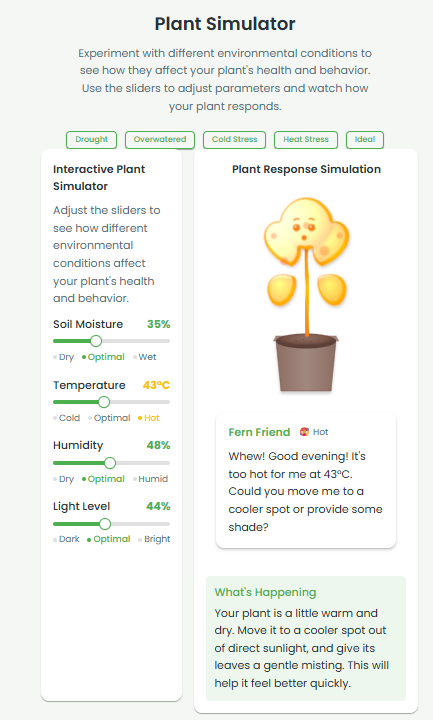 Plant Simulator
Experiment with different environmental conditions to
see how they affect your plant's health and behavior.
Use the sliders to adjust parameters and watch how
your plant responds.
Drought
Overwatered
Cold Stress
Heat Stress
Ideal
Interactive Plant
Simulator
Adjust the sliders to
see how different
environmental
conditions affect
your plant's health
and behavior.
Soil Moisture 35%
Dry Optimal Wet
Temperature 43°C
Cold Optimal Hot
Humidity 48%
Dry Optimal Humid
Light Level 44%
Dark Optimal Bright
Plant Response Simulation
Fern Friend 🥵 Hot
Whew! Good evening! It's
too hot for me at 43°C.
Could you move me to a
cooler spot or provide some
shade?
What's Happening
Your plant is a little warm and
dry. Move it to a cooler spot out
of direct sunlight, and give its
leaves a gentle misting. This will
help it feel better quickly.